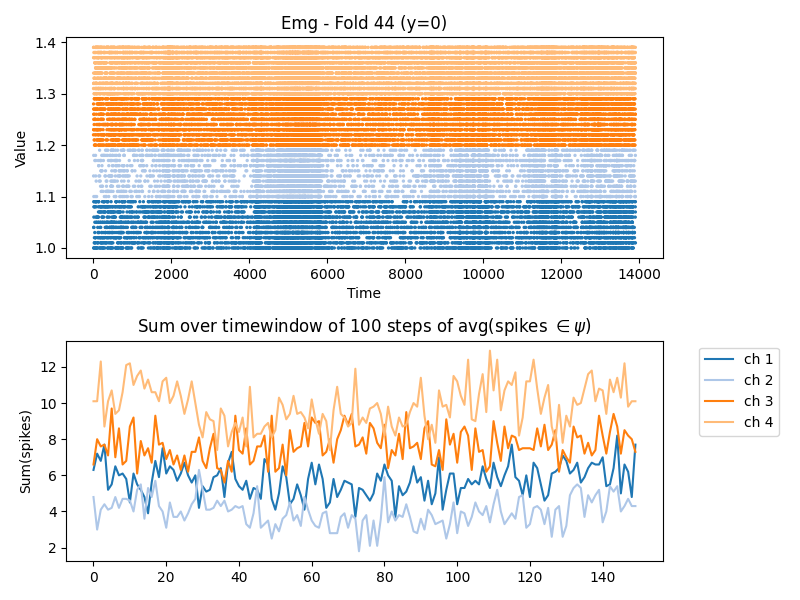 Emg - Fold 44 (y=0)
1.4
1.3
1.2
1.1
1.0
Value
0 2000 4000 6000 8000 10000 12000 14000
Time
Sum over timewindow of 100 steps of avg(spikes ∈ ψ)
12
10
8
6
4
2
Sum(spikes)
0 20 40 60 80 100 120 140
ch 1
ch 2
ch 3
ch 4